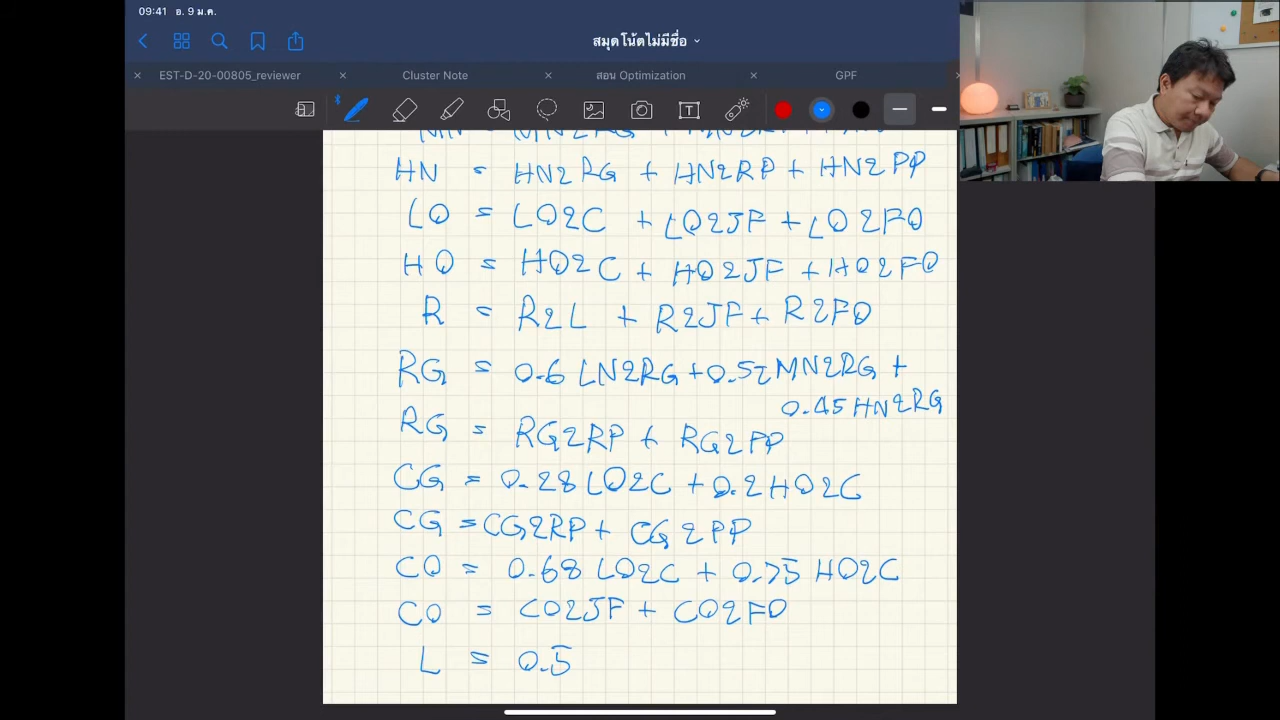 09:41 อ. 9 ม.ค.
สมุดโน้ตไม่มีชื่อ
EST-D-20-00805_reviewer
Cluster Note
สอน Optimization
GPF
HN = HN2RG + HN2RP + HN2PP
LO = LO2C + LO2JF + LO2FO
HO = HO2C + HO2JF + HO2FO
R = R2L + R2JF + R2FO
RG = 0.6 LN2RG + 0.52 MN2RG +
0.45 HN2RG
RG = RG2RP + RG2PP
CG = 0.28 LO2C + 0.2 HO2C
CG = CG2RP + CG2PP
CO = 0.68 LO2C + 0.75 HO2C
CO = CO2JF + CO2FO
L = 0.5